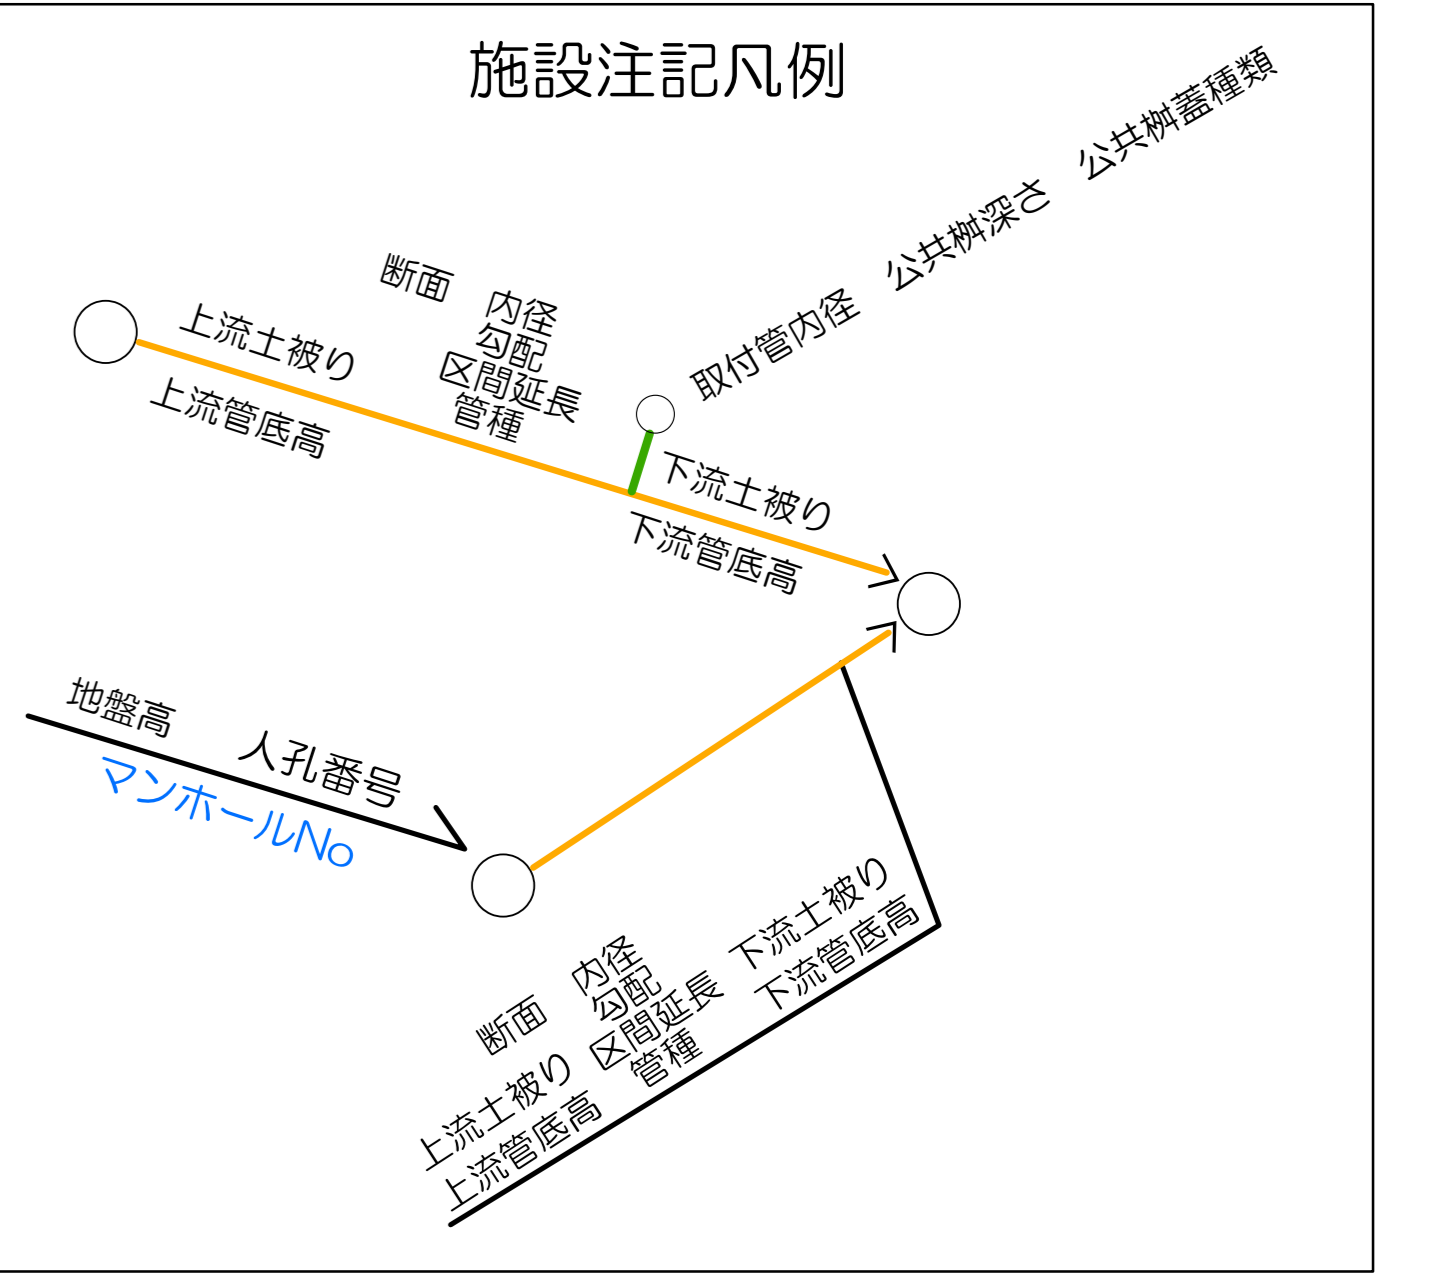 施設注記凡例
取付管内径　公共桝深さ　公共桝蓋種類
断面　内径
勾配
区間延長
管種
上流土被り
上流管底高
下流土被り
下流管底高
地盤高　人孔番号
マンホールNo
断面　内径
勾配
上流土被り　区間延長　下流土被り
上流管底高　管種　下流管底高